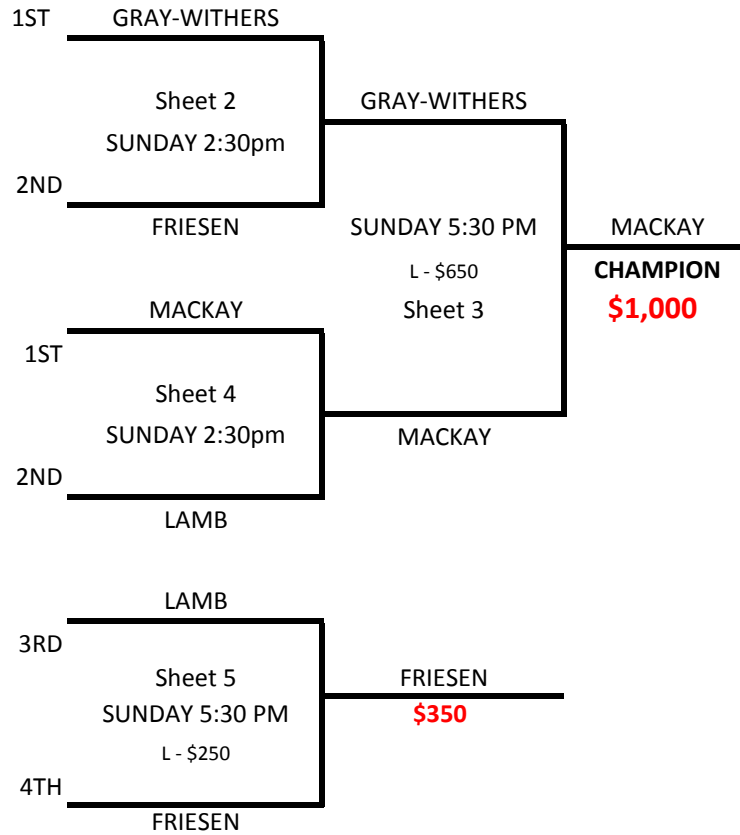 1ST
GRAY-WITHERS
Sheet 2
SUNDAY 2:30pm
GRAY-WITHERS
2ND
FRIESEN
SUNDAY 5:30 PM
L - $650
Sheet 3
MACKAY
CHAMPION
$1,000
MACKAY
1ST
Sheet 4
SUNDAY 2:30pm
MACKAY
2ND
LAMB
LAMB
3RD
Sheet 5
SUNDAY 5:30 PM
L - $250
FRIESEN
$350
4TH
FRIESEN